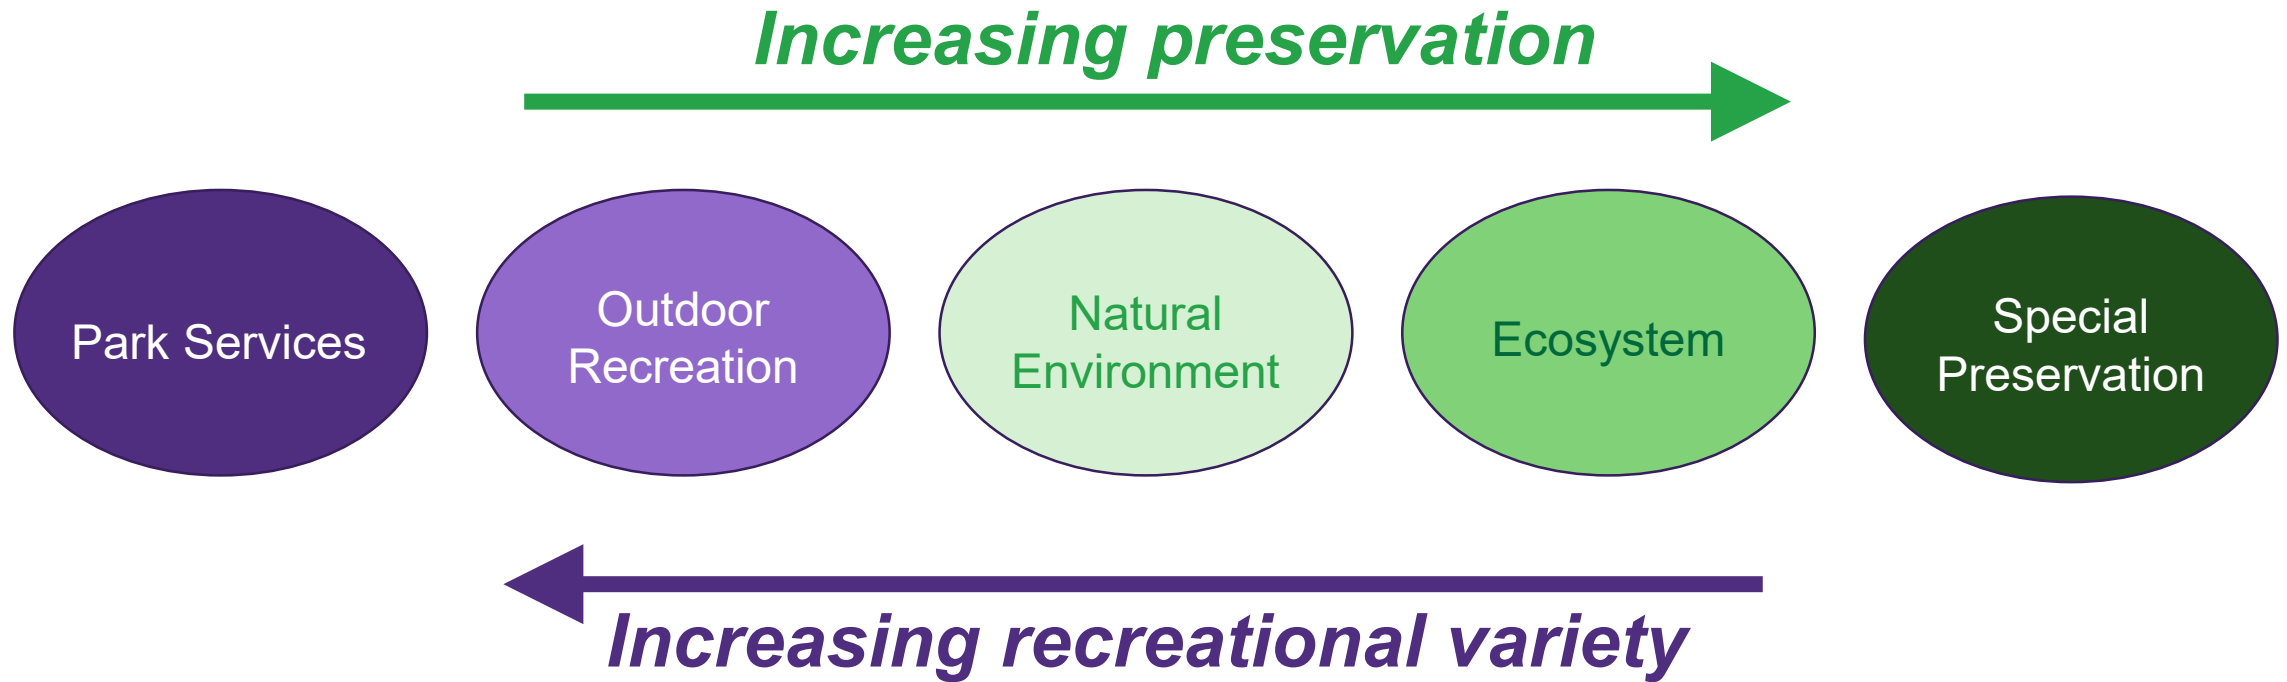 Increasing preservation
Park Services
Outdoor
Recreation
Natural
Environment
Ecosystem
Special
Preservation
Increasing recreational variety